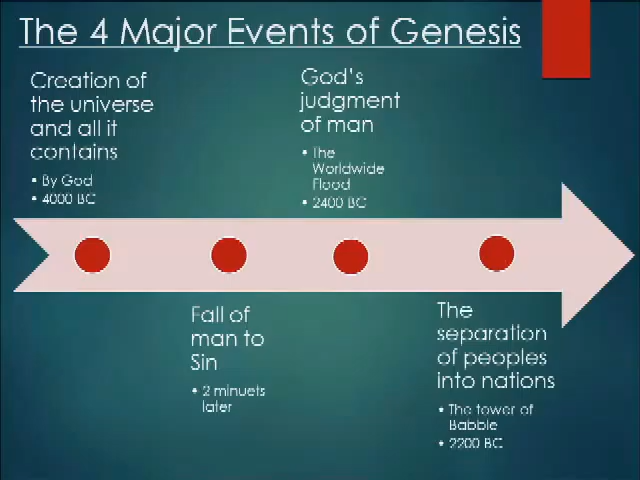 The 4 Major Events of Genesis
Creation of
the universe
and all it
contains
• By God
• 4000 BC
God's
judgment
of man
• The
Worldwide
Flood
• 2400 BC
Fall of
man to
Sin
• 2 minuets
later
The
separation
of peoples
into nations
• The tower of
Babble
• 2200 BC